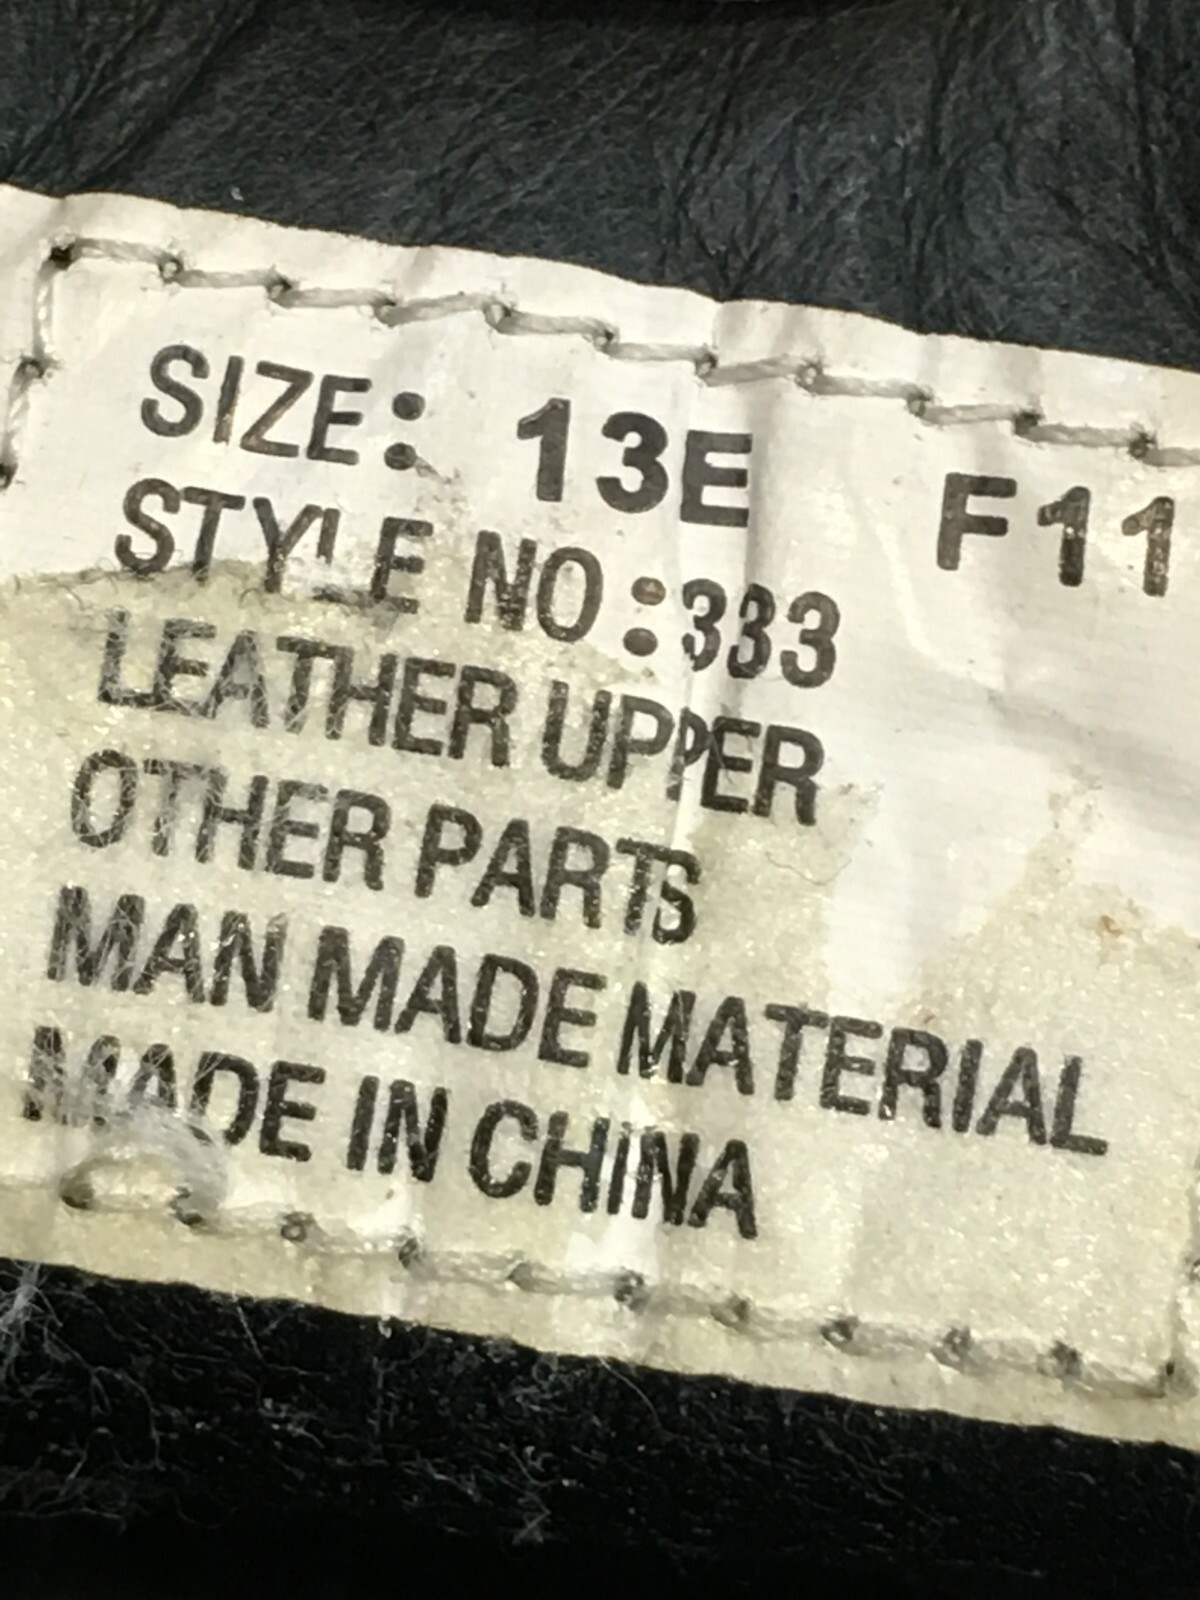 SIZE: 13E F11
STYLE NO:333
LEATHER UPPER
OTHER PARTS
MAN MADE MATERIAL
MADE IN CHINA